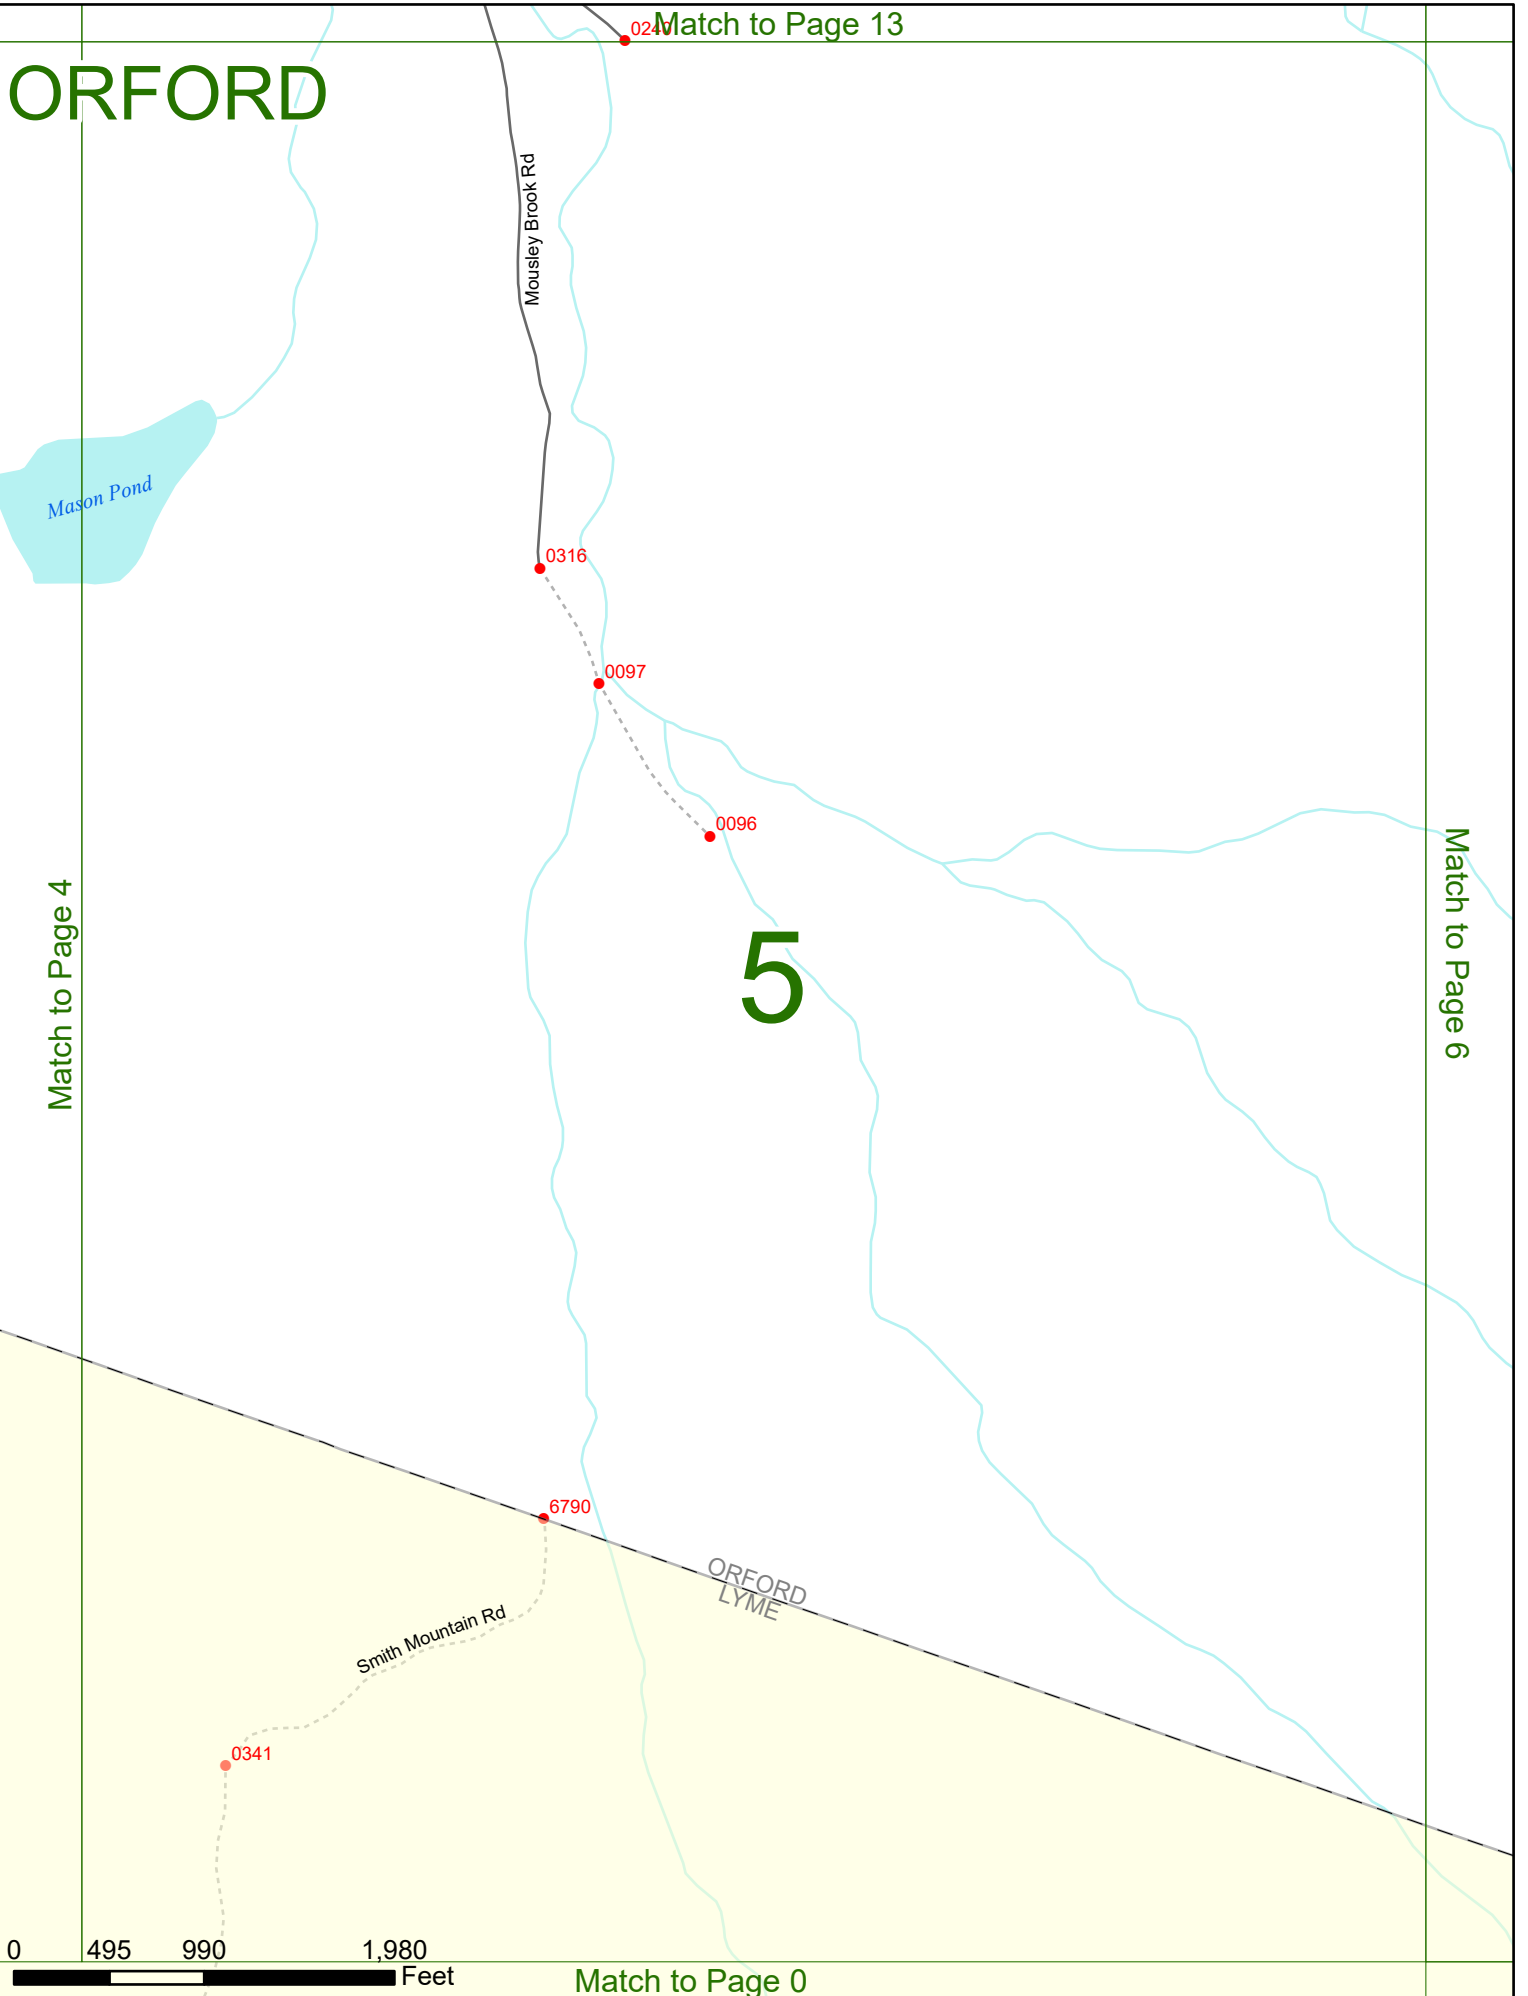 Match to Page 13
0240
ORFORD
Mousley Brook Rd
Mason Pond
0316
0097
0096
Match to Page 4
5
Match to Page 6
6790
ORFORD
LYME
Smith Mountain Rd
0341
0 495 990 1,980
Feet
Match to Page 0